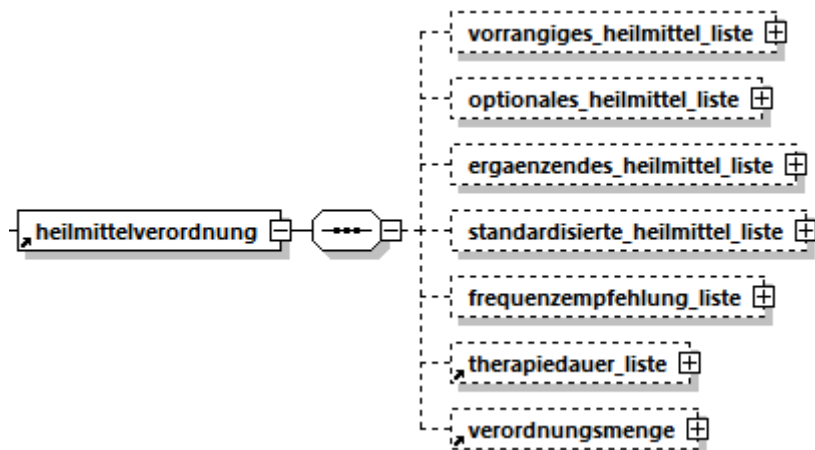 vorrangiges_heilmittel_liste
optionales_heilmittel_liste
ergaenzendes_heilmittel_liste
heilmittelverordnung
standardisierte_heilmittel_liste
frequenzempfehlung_liste
therapiedauer_liste
verordnungsmenge